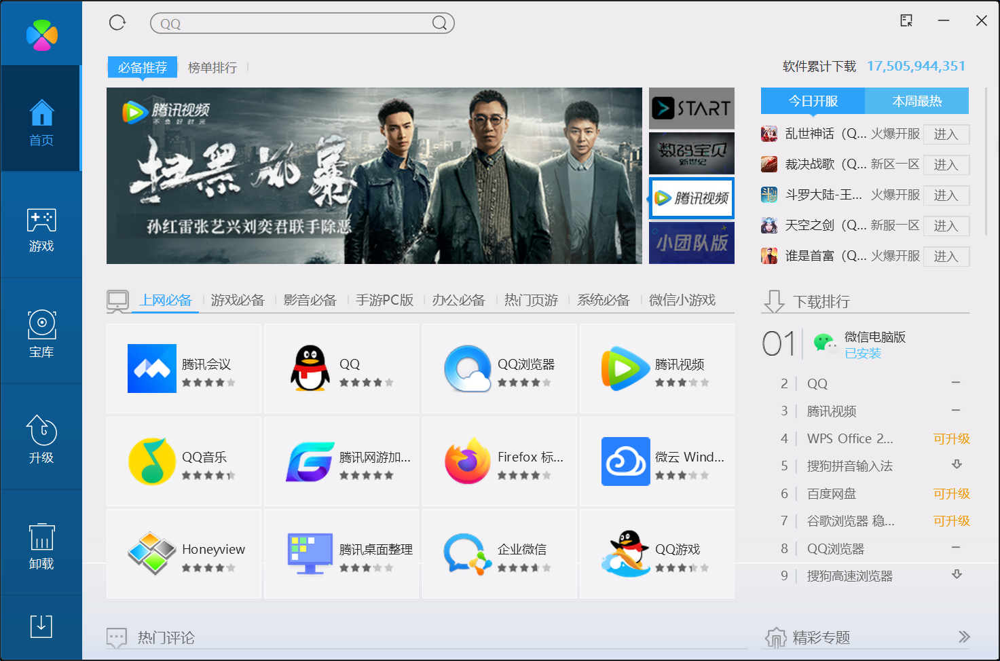 QQ
必备推荐
榜单排行
软件累计下载 17,505,944,351
首页
游戏
宝库
升级
卸载
腾讯视频
不负好时光
扫黑风暴
孙红雷张艺兴刘奕君联手除恶
START
数码宝贝
新世纪
腾讯视频
小团队版
今日开服
本周最热
乱世神话（Q... 火爆开服 进入
裁决战歌（Q... 新区一区 进入
斗罗大陆-王... 火爆开服 进入
天空之剑（Q... 新服一区 进入
谁是首富（Q... 火爆开服 进入
上网必备
游戏必备
影音必备
手游PC版
办公必备
热门页游
系统必备
微信小游戏
腾讯会议
QQ
QQ浏览器
腾讯视频
QQ音乐
腾讯网游加...
Firefox 标...
微云 Wind...
Honeyview
腾讯桌面整理
企业微信
QQ游戏
下载排行
01 微信电脑版
已安装
2 QQ
3 腾讯视频
4 WPS Office 2... 可升级
5 搜狗拼音输入法
6 百度网盘 可升级
7 谷歌浏览器 稳... 可升级
8 QQ浏览器
9 搜狗高速浏览器
热门评论
精彩专题